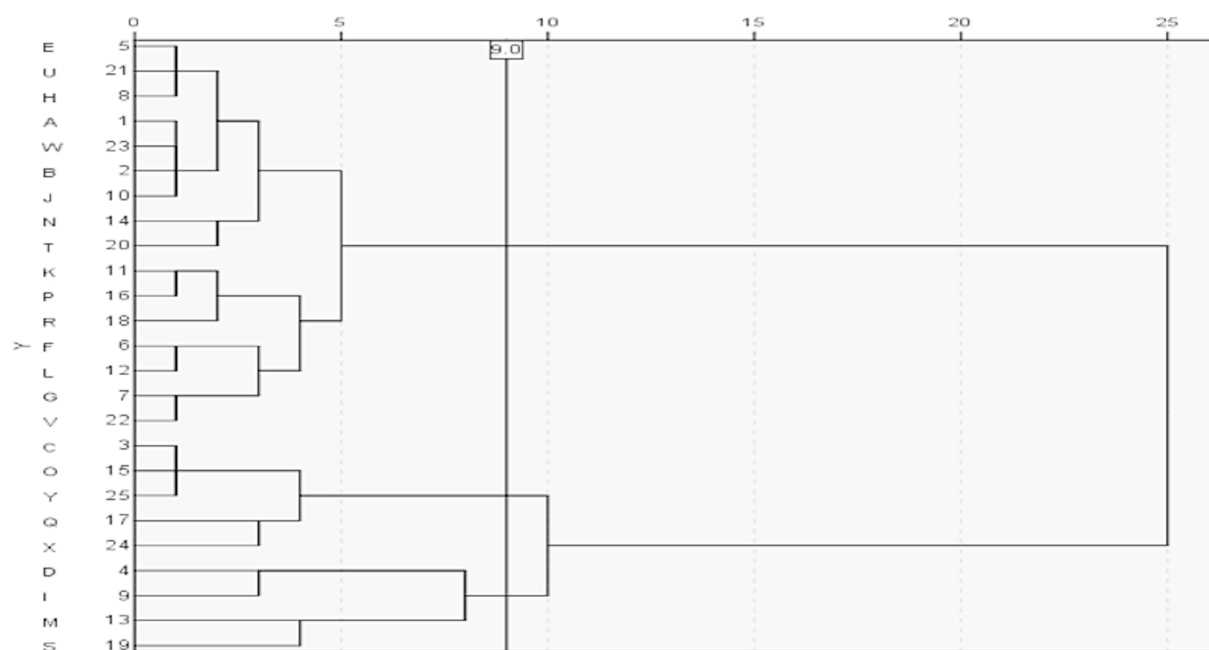 0 5 10 15 20 25
9.0
E 5
U 21
H 8
A 1
W 23
B 2
J 10
N 14
T 20
K 11
P 16
R 18
Y
F 6
L 12
G 7
V 22
C 3
O 15
Y 25
Q 17
X 24
D 4
I 9
M 13
S 19